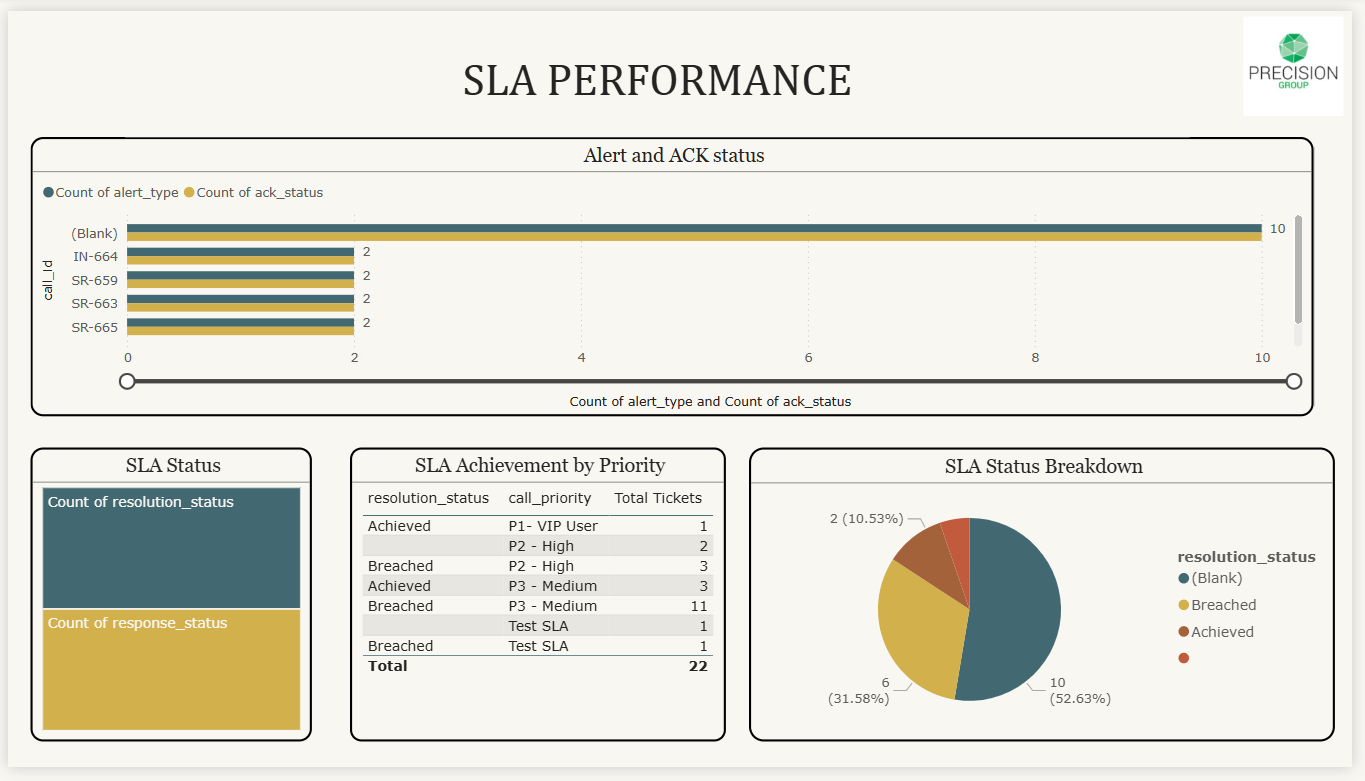 SLA PERFORMANCE
PRECISION
GROUP
Alert and ACK status
Count of alert_type Count of ack_status
call_Id
(Blank) 10
IN-664 2
SR-659 2
SR-663 2
SR-665 2
0 2 4 6 8 10
Count of alert_type and Count of ack_status
SLA Status
Count of resolution_status
Count of response_status
SLA Achievement by Priority
resolution_status call_priority Total Tickets
Achieved P1- VIP User 1
P2 - High 2
Breached P2 - High 3
Achieved P3 - Medium 3
Breached P3 - Medium 11
Test SLA 1
Breached Test SLA 1
Total 22
SLA Status Breakdown
2 (10.53%)
6
(31.58%)
10
(52.63%)
resolution_status
(Blank)
Breached
Achieved